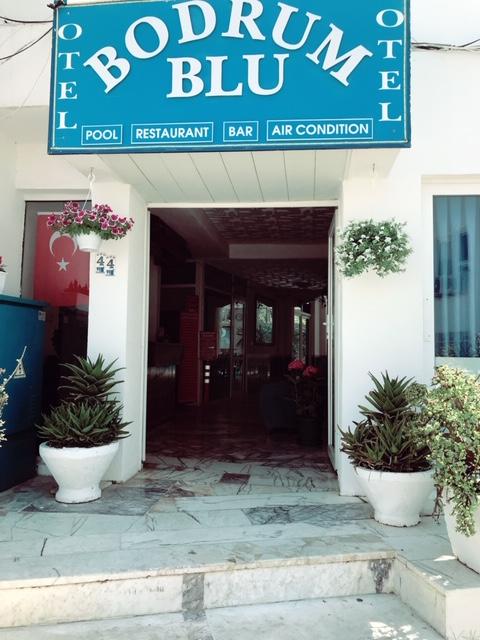 BODRUM
BLU
OTEL
OTEL
POOL RESTAURANT BAR AIR CONDITION
44